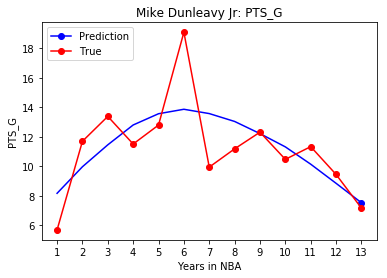 Mike Dunleavy Jr: PTS_G
Prediction
True
PTS_G
18
16
14
12
10
8
6
1 2 3 4 5 6 7 8 9 10 11 12 13
Years in NBA